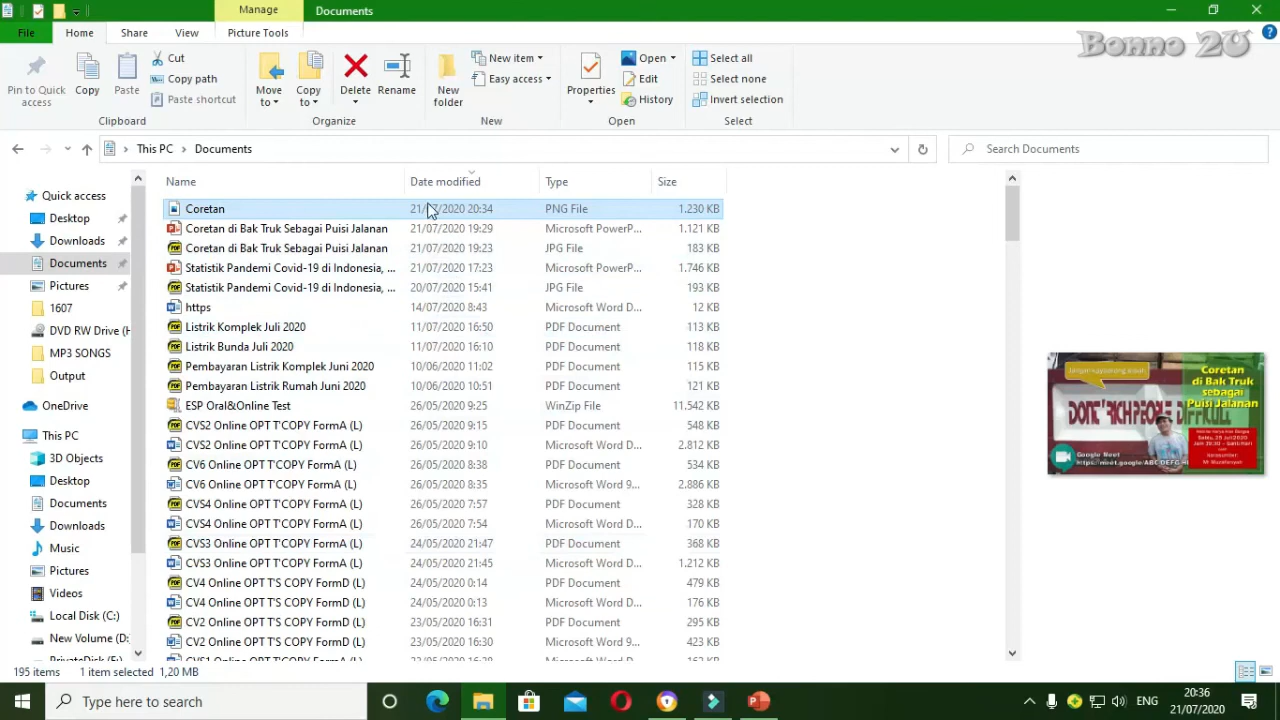 Manage
Documents
File
Home
Share
View
Picture Tools
Bonno 2U
Pin to Quick access
Copy
Paste
Cut
Copy path
Paste shortcut
Clipboard
Move to
Copy to
Delete
Rename
Organize
New folder
New item
Easy access
New
Properties
Open
Edit
History
Open
Select all
Select none
Invert selection
Select
This PC > Documents
Search Documents
Quick access
Desktop
Downloads
Documents
Pictures
1607
DVD RW Drive (H
MP3 SONGS
Output
OneDrive
This PC
3D Objects
Desktop
Documents
Downloads
Music
Pictures
Videos
Local Disk (C:)
New Volume (D:
Name Date modified Type Size
Coretan 21/07/2020 20:34 PNG File 1.230 KB
Coretan di Bak Truk Sebagai Puisi Jalanan 21/07/2020 19:29 Microsoft PowerP... 1.121 KB
Coretan di Bak Truk Sebagai Puisi Jalanan 21/07/2020 19:23 JPG File 183 KB
Statistik Pandemi Covid-19 di Indonesia, ... 21/07/2020 17:23 Microsoft PowerP... 1.746 KB
Statistik Pandemi Covid-19 di Indonesia, ... 20/07/2020 15:41 JPG File 193 KB
https 14/07/2020 8:43 Microsoft Word D... 12 KB
Listrik Komplek Juli 2020 11/07/2020 16:50 PDF Document 113 KB
Listrik Bunda Juli 2020 11/07/2020 16:10 PDF Document 118 KB
Pembayaran Listrik Komplek Juni 2020 10/06/2020 11:02 PDF Document 115 KB
Pembayaran Listrik Rumah Juni 2020 10/06/2020 10:51 PDF Document 121 KB
ESP Oral&Online Test 26/05/2020 9:25 WinZip File 11.542 KB
CVS2 Online OPT T'COPY FormA (L) 26/05/2020 9:15 PDF Document 548 KB
CVS2 Online OPT T'COPY FormA (L) 26/05/2020 9:10 Microsoft Word D... 2.812 KB
CV6 Online OPT T'COPY FormA (L) 26/05/2020 8:38 PDF Document 534 KB
CV6 Online OPT T'COPY FormA (L) 26/05/2020 8:35 Microsoft Word 9... 2.886 KB
CVS4 Online OPT T'COPY FormA (L) 26/05/2020 7:57 PDF Document 328 KB
CVS4 Online OPT T'COPY FormA (L) 26/05/2020 7:54 Microsoft Word D... 170 KB
CVS3 Online OPT T'COPY FormA (L) 24/05/2020 21:47 PDF Document 368 KB
CVS3 Online OPT T'COPY FormA (L) 24/05/2020 21:45 Microsoft Word D... 1.212 KB
CV4 Online OPT T'S COPY FormD (L) 24/05/2020 0:14 PDF Document 479 KB
CV4 Online OPT T'S COPY FormD (L) 24/05/2020 0:13 Microsoft Word D... 176 KB
CV2 Online OPT T'S COPY FormD (L) 23/05/2020 16:31 PDF Document 295 KB
CV2 Online OPT T'S COPY FormD (L) 23/05/2020 16:30 Microsoft Word 9... 423 KB
Coretan
di Bak Truk
sebagai
Puisi Jalanan
DONT' RICH PEOPLE DIFFICULT
Google Meet
https://meet.google/ABC-DEFG-HI
195 items 1 item selected 1,20 MB
Type here to search
ENG
20:36
21/07/2020